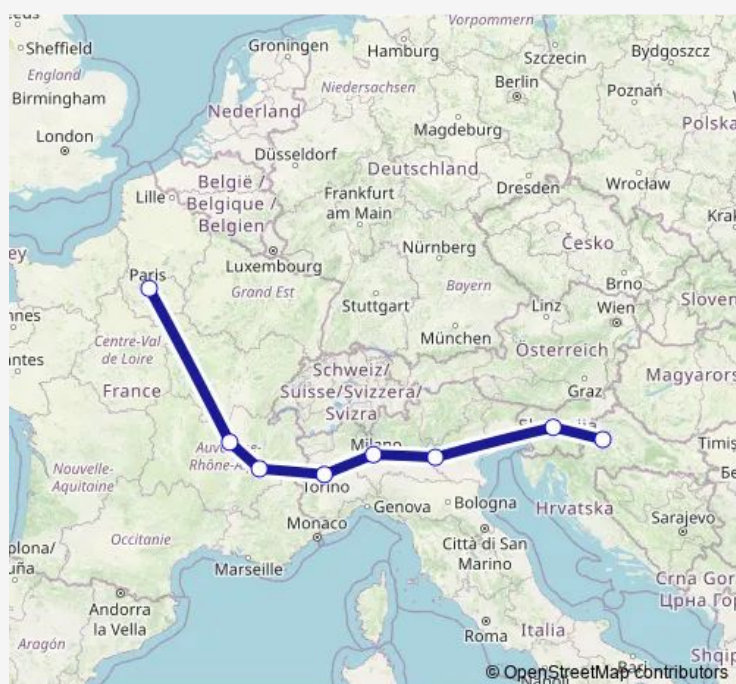 Vorpommern
Sheffield
Groningen
Hamburg
Szczecin
Bydgoszcz
England
Birmingham
Niedersachsen
Berlin
Poznań
London
Nederland
Magdeburg
Polska
Düsseldorf
Lille
België /
Belgique /
Belgien
Deutschland
Frankfurt
am Main
Dresden
Wrocław
Luxembourg
Nürnberg
Česko
Paris
Grand Est
Bayern
Brno
Stuttgart
Linz
Wien
München
Centre-Val
de Loire
Österreich
France
Schweiz/
Suisse/Svizzera/
Svizra
Graz
Milano
Torino
Nouvelle-
Aquitaine
Genova
Bologna
Hrvatska
Monaco
Sarajevo
Occitanie
Città di San
Marino
Marseille
Andorra
la Vella
Aragón
Roma
Italia
Bari
© OpenStreetMap contributors